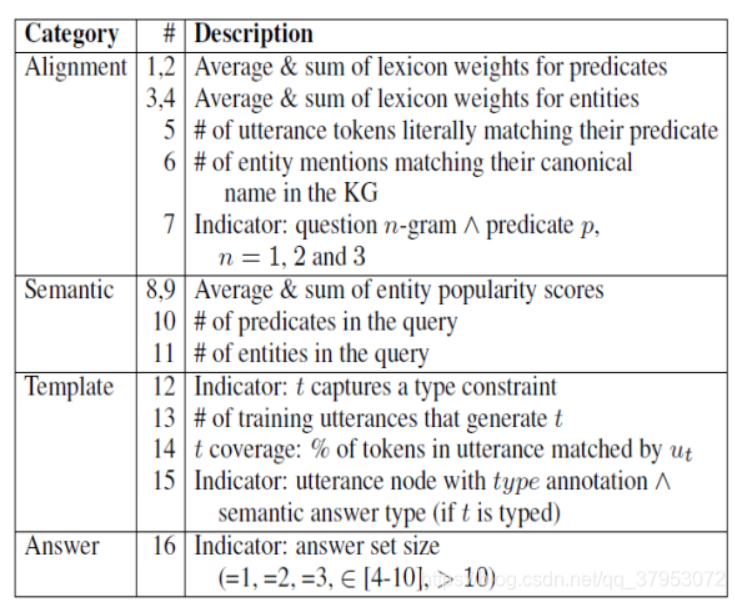 Category # Description
Alignment 1,2 Average & sum of lexicon weights for predicates
3,4 Average & sum of lexicon weights for entities
5 # of utterance tokens literally matching their predicate
6 # of entity mentions matching their canonical
name in the KG
7 Indicator: question n-gram ∧ predicate p,
n = 1, 2 and 3
Semantic 8,9 Average & sum of entity popularity scores
10 # of predicates in the query
11 # of entities in the query
Template 12 Indicator: t captures a type constraint
13 # of training utterances that generate t
14 t coverage: % of tokens in utterance matched by u_t
15 Indicator: utterance node with type annotation ∧
semantic answer type (if t is typed)
Answer 16 Indicator: answer set size
(=1, =2, =3, ∈ [4-10], > 10)
og.csdn.net/qq_37953072